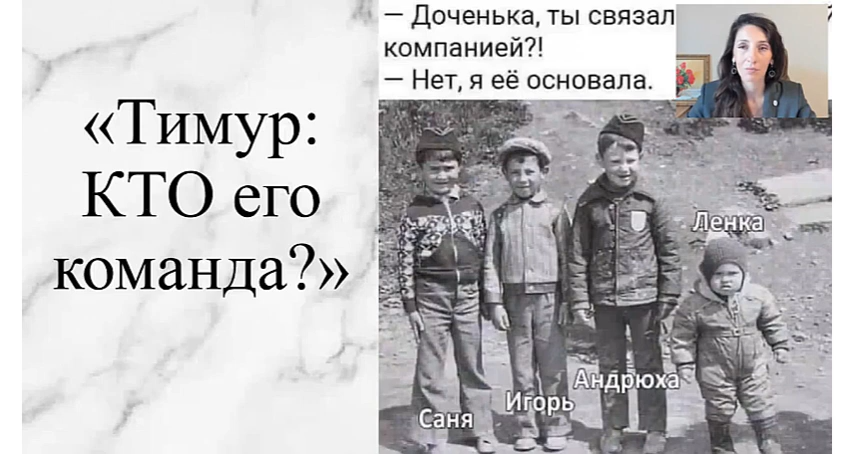 «Тимур:
КТО его
команда?»
— Доченька, ты связал
компанией?!
— Нет, я её основала.
Ленка
Андрюха
Игорь
Саня